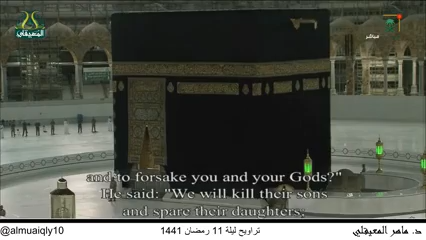 المعيقلي
مباشر
and to forsake you and your Gods?"
He said: "We will kill their sons
and spare their daughters;
@almuaiqly10
تراويح ليلة 11 رمضان 1441
د. ماهر المعيقلي